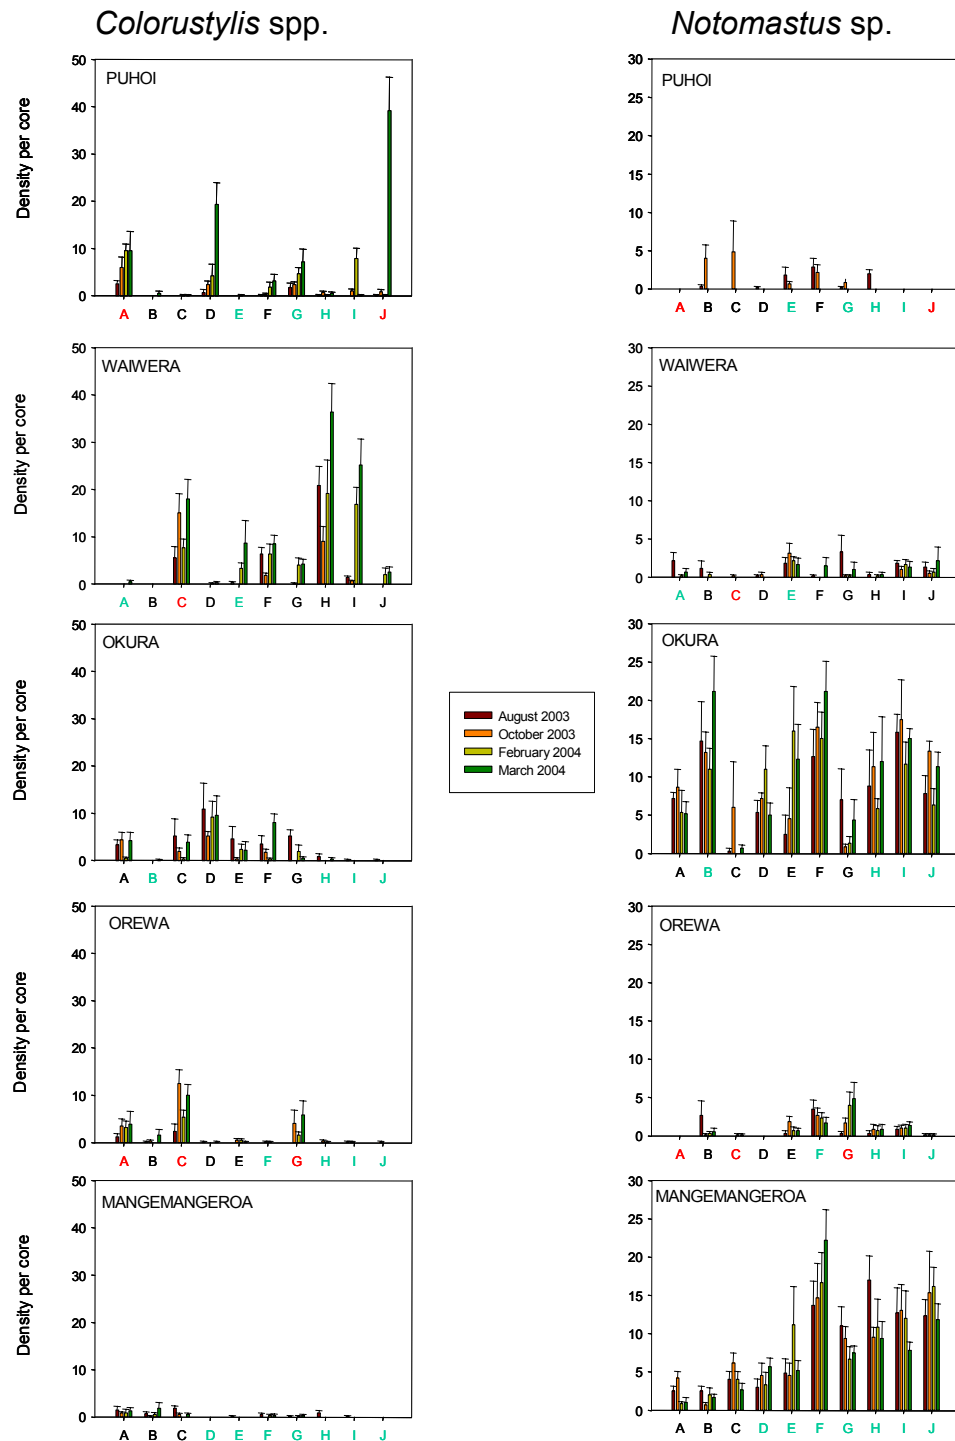 Colorustylis spp.
Notomastus sp.
50
40
30
20
10
0
Density per core
PUHOI
A B C D E F G H I J
30
25
20
15
10
5
0
PUHOI
A B C D E F G H I J
50
40
30
20
10
0
Density per core
WAIWERA
A B C D E F G H I J
30
25
20
15
10
5
0
WAIWERA
A B C D E F G H I J
50
40
30
20
10
0
Density per core
OKURA
A B C D E F G H I J
August 2003
October 2003
February 2004
March 2004
30
25
20
15
10
5
0
OKURA
A B C D E F G H I J
50
40
30
20
10
0
Density per core
OREWA
A B C D E F G H I J
30
25
20
15
10
5
0
OREWA
A B C D E F G H I J
50
40
30
20
10
0
Density per core
MANGEMANGEROA
A B C D E F G H I J
30
25
20
15
10
5
0
MANGEMANGEROA
A B C D E F G H I J